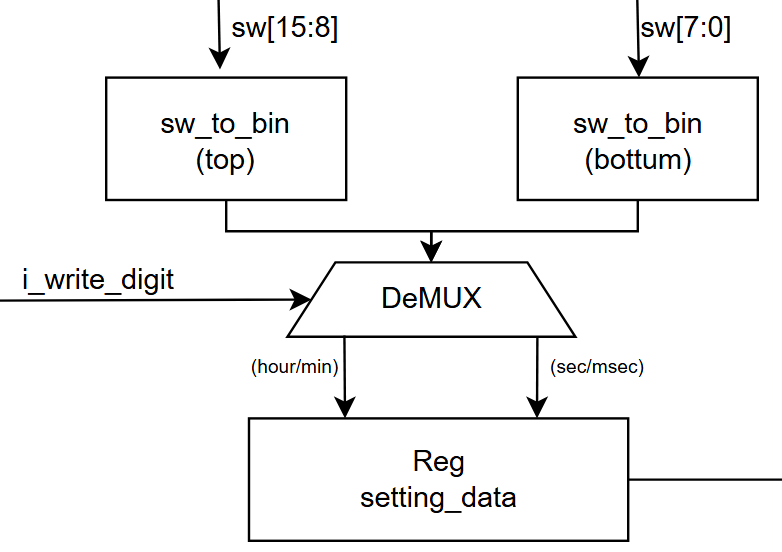 sw[15:8]
sw[7:0]
sw_to_bin
(top)
sw_to_bin
(bottum)
i_write_digit
DeMUX
(hour/min)
(sec/msec)
Reg
setting_data